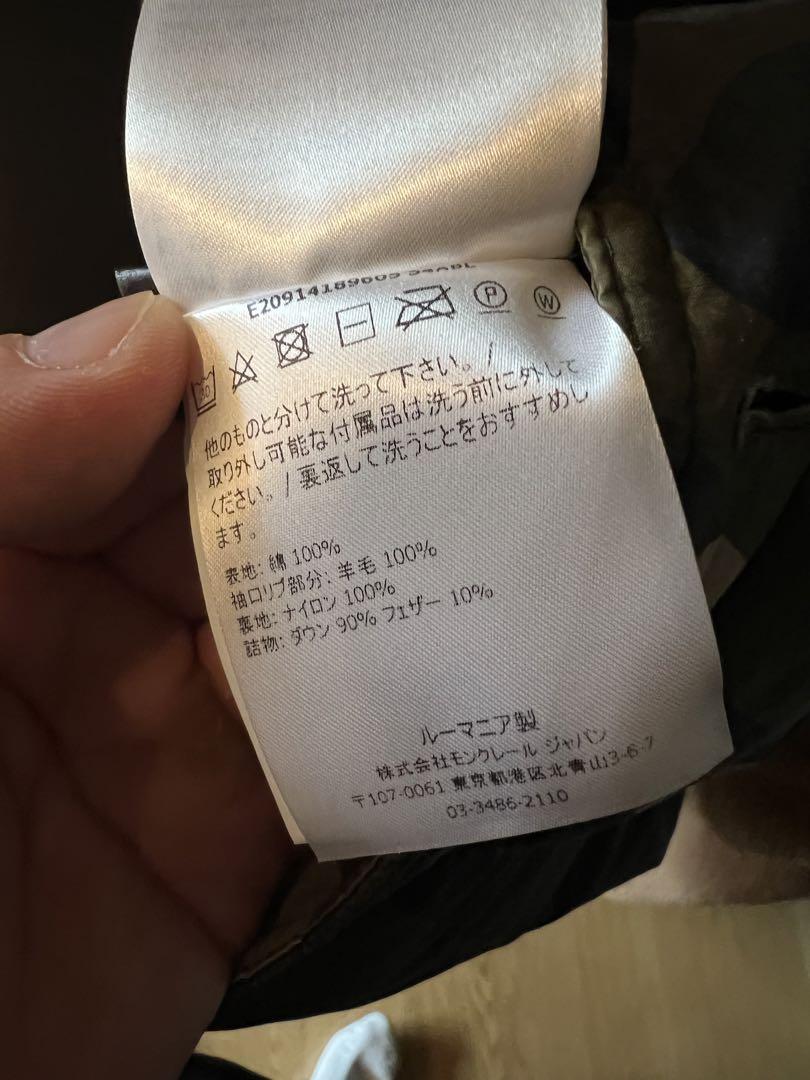 30
P
W
他のものと分けて洗って下さい。/
取り外し可能な付属品は洗う前に外して
ください。/裏返して洗うことをおすすめし
ます。
表地: 綿 100%
袖口リブ部分: 羊毛 100%
裏地: ナイロン 100%
詰物: ダウン 90% フェザー 10%
ルーマニア製
株式会社モンクレール ジャパン
〒107-0061 東京都港区北青山3-6-7
03-3486-2110